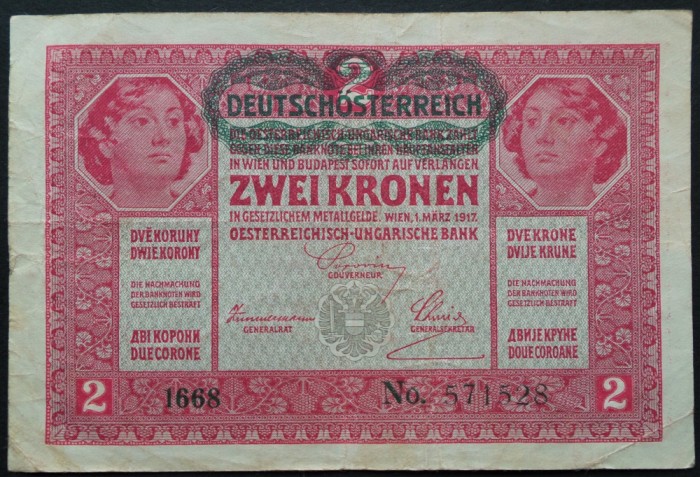 2
DEUTSCHÖSTERREICH
DIE OESTERREICHISCH-UNGARISCHE BANK ZAHLT
GEGEN DIESE BANKNOTE BEI IHREN HAUPTANSTALTEN
IN WIEN UND BUDAPEST SOFORT AUF VERLANGEN
ZWEI KRONEN
IN GESETZLICHEM METALLGELDE. WIEN, 1. MÄRZ 1917.
OESTERREICHISCH-UNGARISCHE BANK
GOUVERNEUR
GENERALRAT
GENERALSEKRETÄR
DVĚ KORUNY
DWIE KORONY
DIE NACHMACHUNG
DER BANKNOTEN WIRD
GESETZLICH BESTRAFT
ДВІ КОРОНИ
DUE CORONE
DVE KRONE
DVIJE KRUNE
DIE NACHMACHUNG
DER BANKNOTEN WIRD
GESETZLICH BESTRAFT
ДВИЈЕ КРУНЕ
DOUE COROANE
2
1668
No. 571528
2